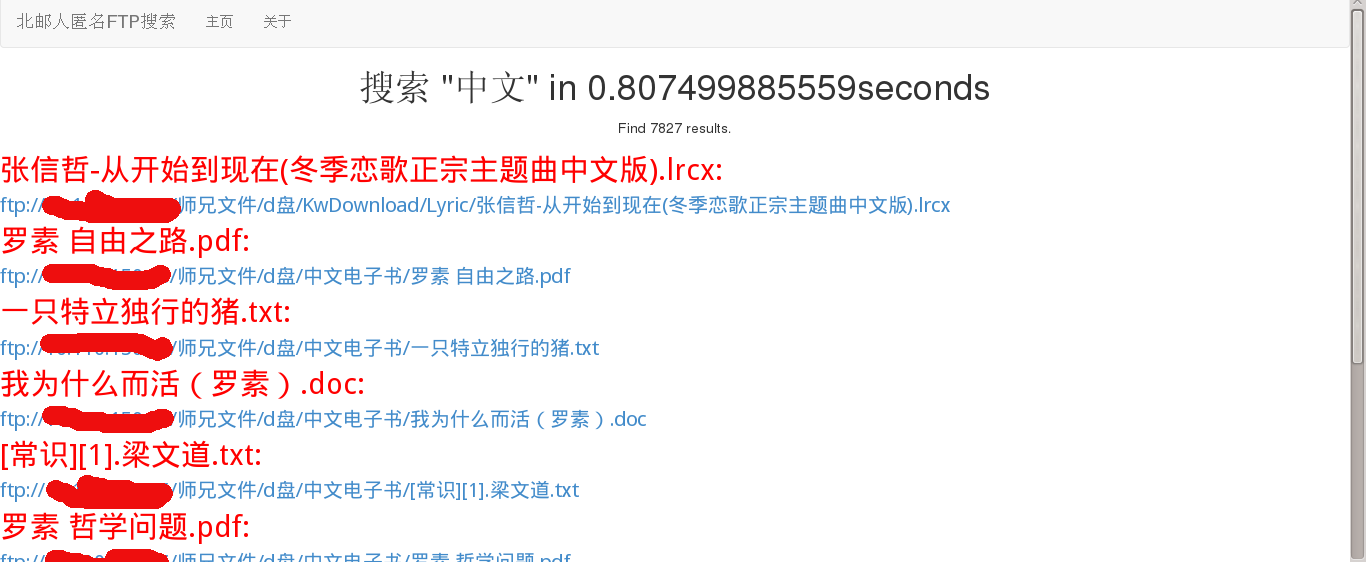 北邮人匿名FTP搜索 主页 关于
搜索 "中文" in 0.807499885559seconds
Find 7827 results.
张信哲-从开始到现在(冬季恋歌正宗主题曲中文版).lrcx:
ftp:// 师兄文件/d盘/KwDownload/Lyric/张信哲-从开始到现在(冬季恋歌正宗主题曲中文版).lrcx
罗素 自由之路.pdf:
ftp:// /师兄文件/d盘/中文电子书/罗素 自由之路.pdf
一只特立独行的猪.txt:
ftp:// /师兄文件/d盘/中文电子书/一只特立独行的猪.txt
我为什么而活（罗素）.doc:
ftp:// /师兄文件/d盘/中文电子书/我为什么而活（罗素）.doc
[常识][1].梁文道.txt:
ftp:// /师兄文件/d盘/中文电子书/[常识][1].梁文道.txt
罗素 哲学问题.pdf:
ftp:// /师兄文件/d盘/中文电子书/罗素 哲学问题.pdf